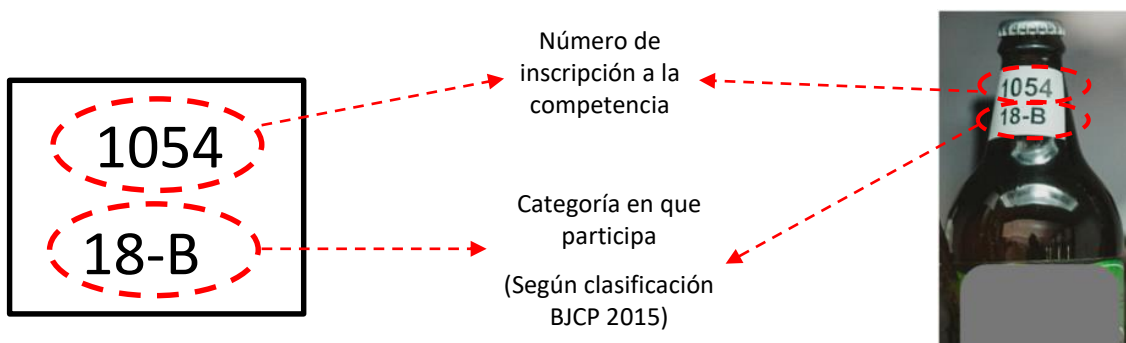 1054
18-B
Número de
inscripción a la
competencia
Categoría en que
participa
(Según clasificación
BJCP 2015)
1054
18-B